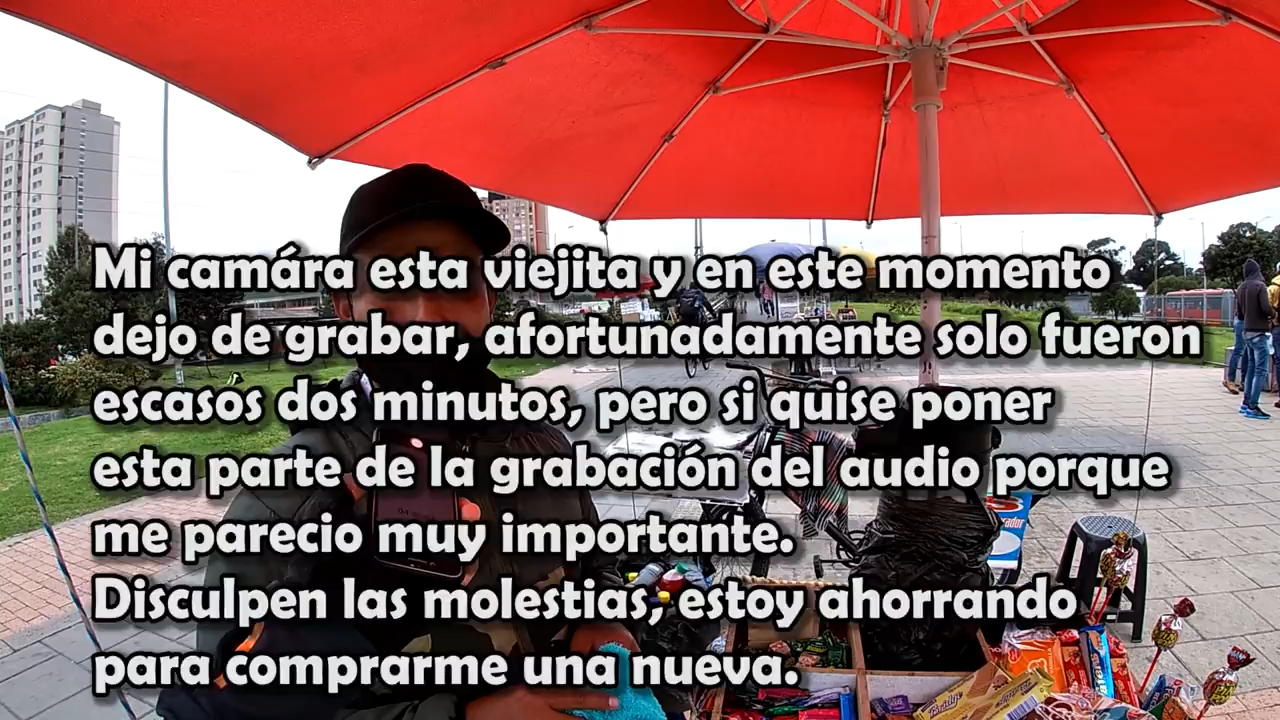 Mi camára esta viejita y en este momento
dejo de grabar, afortunadamente solo fueron
escasos dos minutos, pero si quise poner
esta parte de la grabación del audio porque
me parecio muy importante.
Disculpen las molestias, estoy ahorrando
para comprarme una nueva.